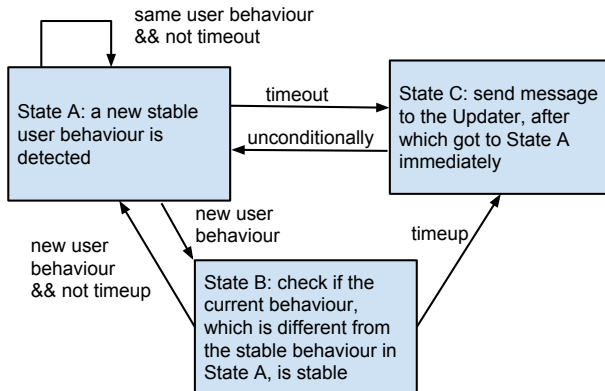 same user behaviour
&& not timeout
State A: a new stable
user behaviour is
detected
timeout
unconditionally
State C: send message
to the Updater, after
which got to State A
immediately
new user
behaviour
timeup
new user
behaviour
&& not timeup
State B: check if the
current behaviour,
which is different from
the stable behaviour in
State A, is stable